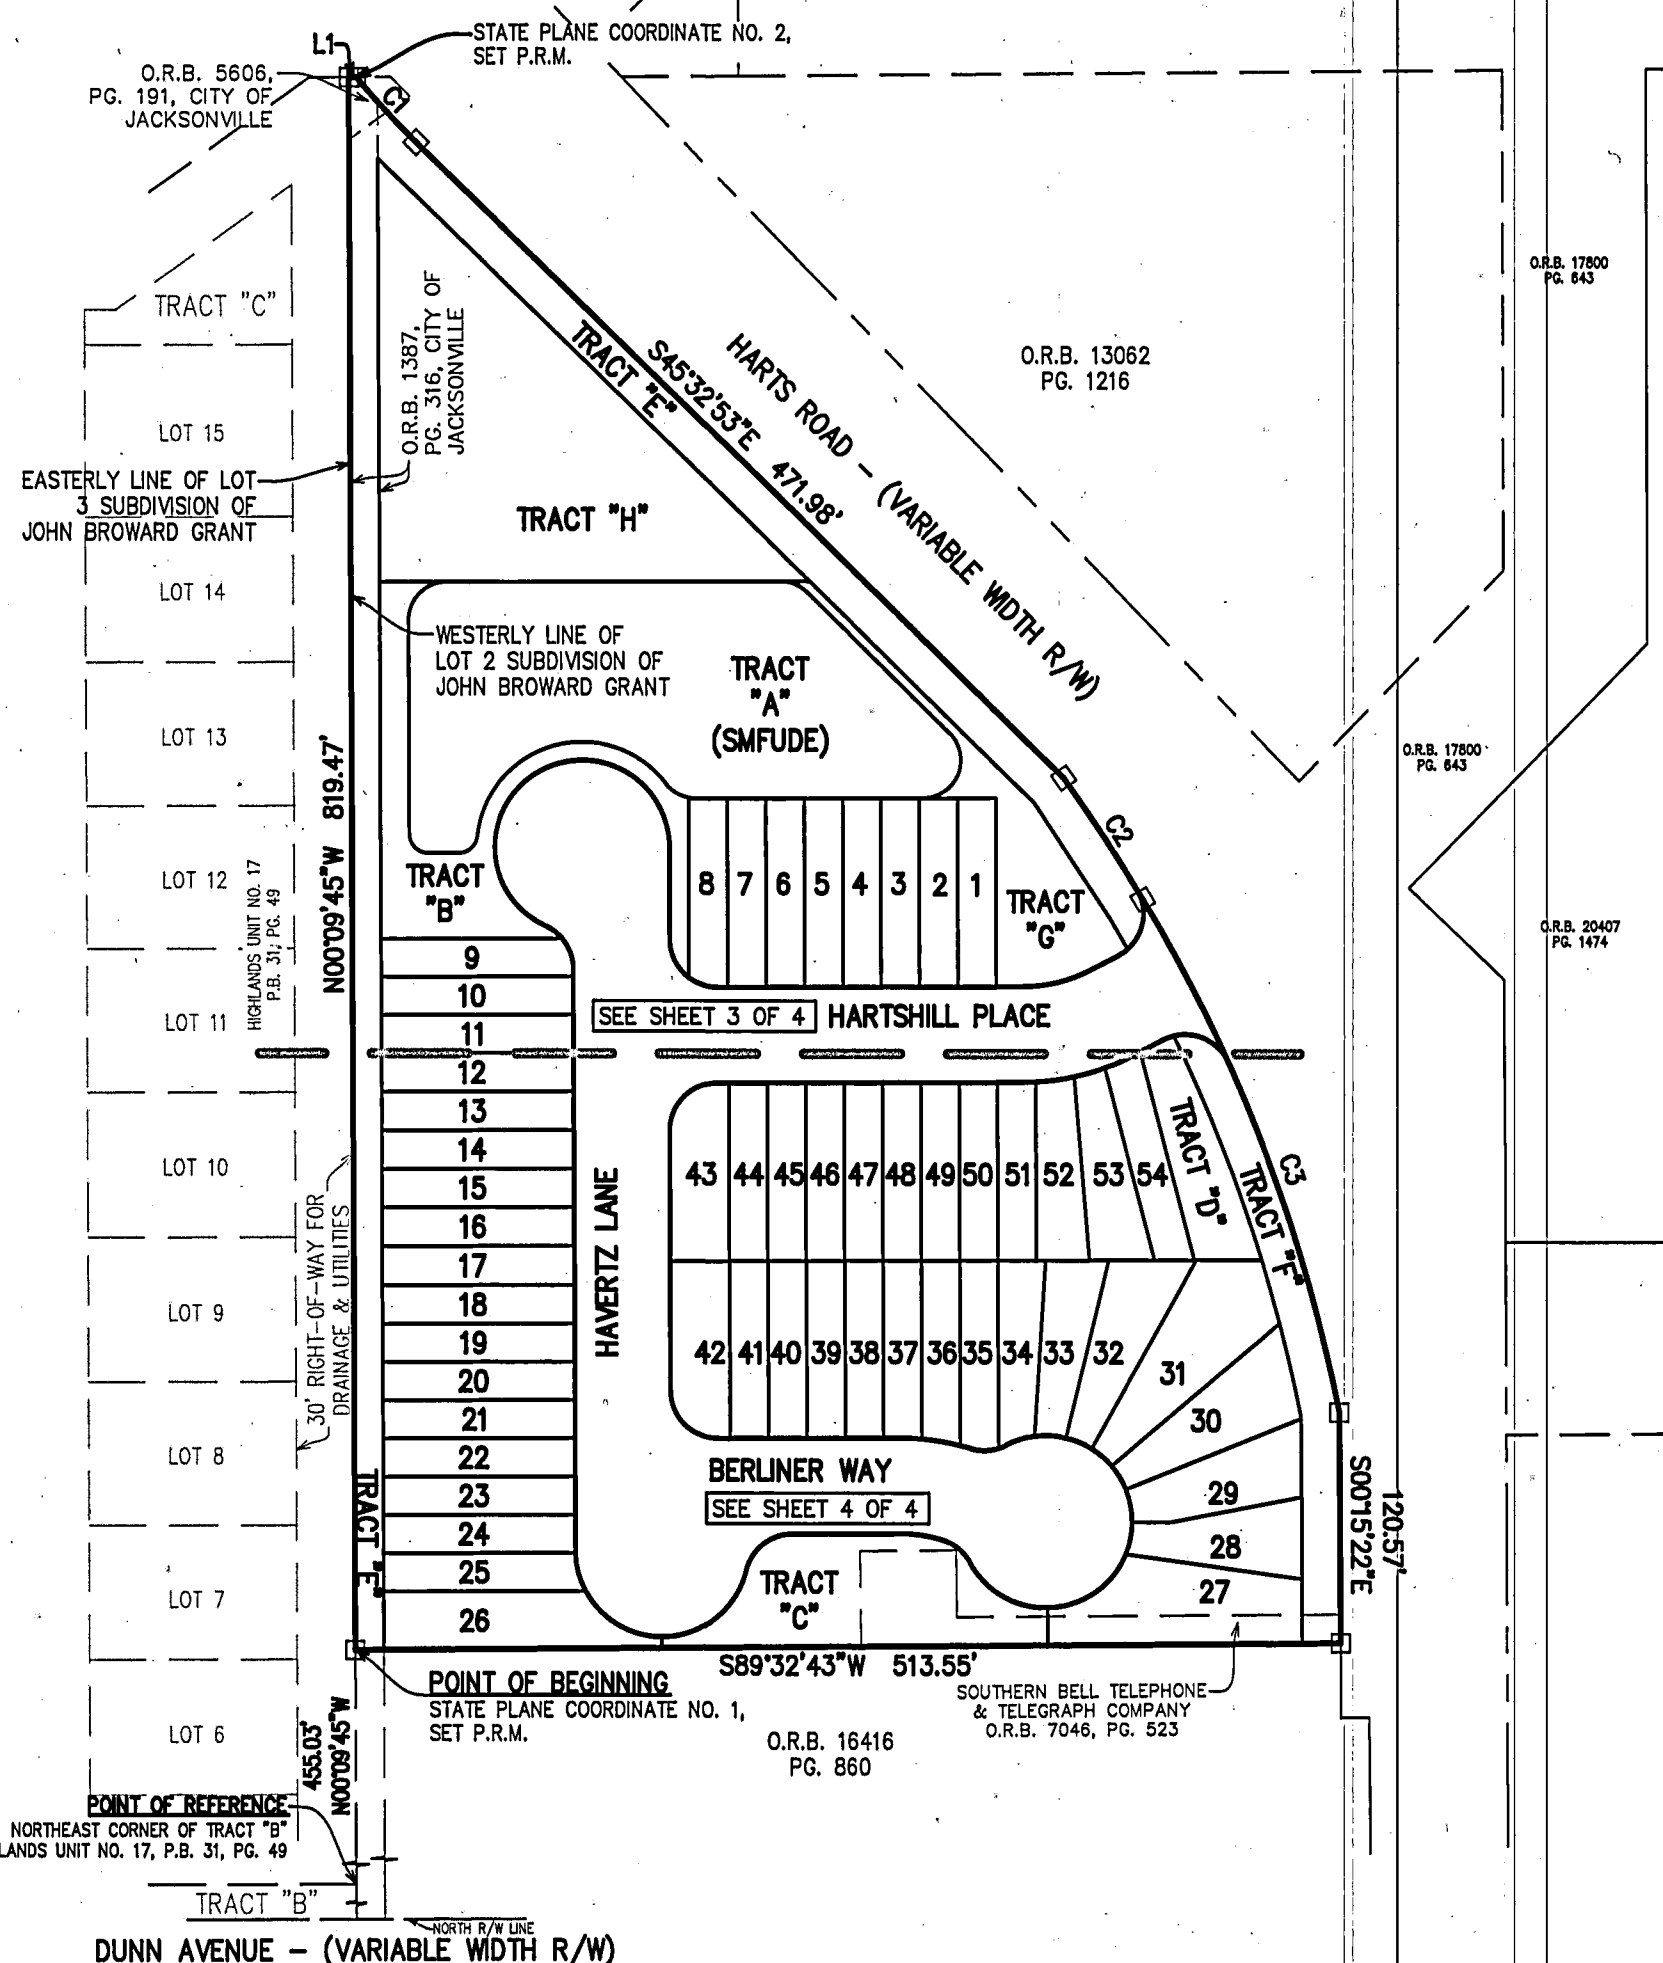 L1
STATE PLANE COORDINATE NO. 2,
SET P.R.M.
O.R.B. 5606,
PG. 191, CITY OF
JACKSONVILLE
C1
TRACT "C"
LOT 15
EASTERLY LINE OF LOT
3 SUBDIVISION OF
JOHN BROWARD GRANT
O.R.B. 1387,
PG. 316, CITY OF
JACKSONVILLE
TRACT "E"
S45°32'53"E 471.98'
HARTS ROAD - (VARIABLE WIDTH R/W)
O.R.B. 13062
PG. 1216
O.R.B. 17800
PG. 643
TRACT "H"
LOT 14
WESTERLY LINE OF
LOT 2 SUBDIVISION OF
JOHN BROWARD GRANT
TRACT
"A"
(SMFUDE)
LOT 13
O.R.B. 17800
PG. 643
N00°09'45"W 819.47'
C2
LOT 12
HIGHLANDS UNIT NO. 17
P.B. 31, PG. 49
TRACT
"B"
8 7 6 5 4 3 2 1
TRACT
"G"
O.R.B. 20407
PG. 1474
9
10
11
LOT 11
SEE SHEET 3 OF 4
HARTSHILL PLACE
12
13
14
15
16
17
18
19
20
21
22
23
24
25
26
LOT 10
LOT 9
LOT 8
LOT 7
30' RIGHT-OF-WAY FOR
DRAINAGE & UTILITIES
HAVERTZ LANE
43 44 45 46 47 48 49 50 51 52 53 54
TRACT "D"
TRACT "F"
C3
42 41 40 39 38 37 36 35 34 33 32
31
30
29
28
27
BERLINER WAY
SEE SHEET 4 OF 4
TRACT "E"
TRACT
"C"
S00°15'22"E
120.57'
S89°32'43"W 513.55'
POINT OF BEGINNING
STATE PLANE COORDINATE NO. 1,
SET P.R.M.
SOUTHERN BELL TELEPHONE
& TELEGRAPH COMPANY
O.R.B. 7046, PG. 523
O.R.B. 16416
PG. 860
LOT 6
455.03'
N00°09'45"W
POINT OF REFERENCE
NORTHEAST CORNER OF TRACT "B"
LANDS UNIT NO. 17, P.B. 31, PG. 49
TRACT "B"
NORTH R/W LINE
DUNN AVENUE - (VARIABLE WIDTH R/W)